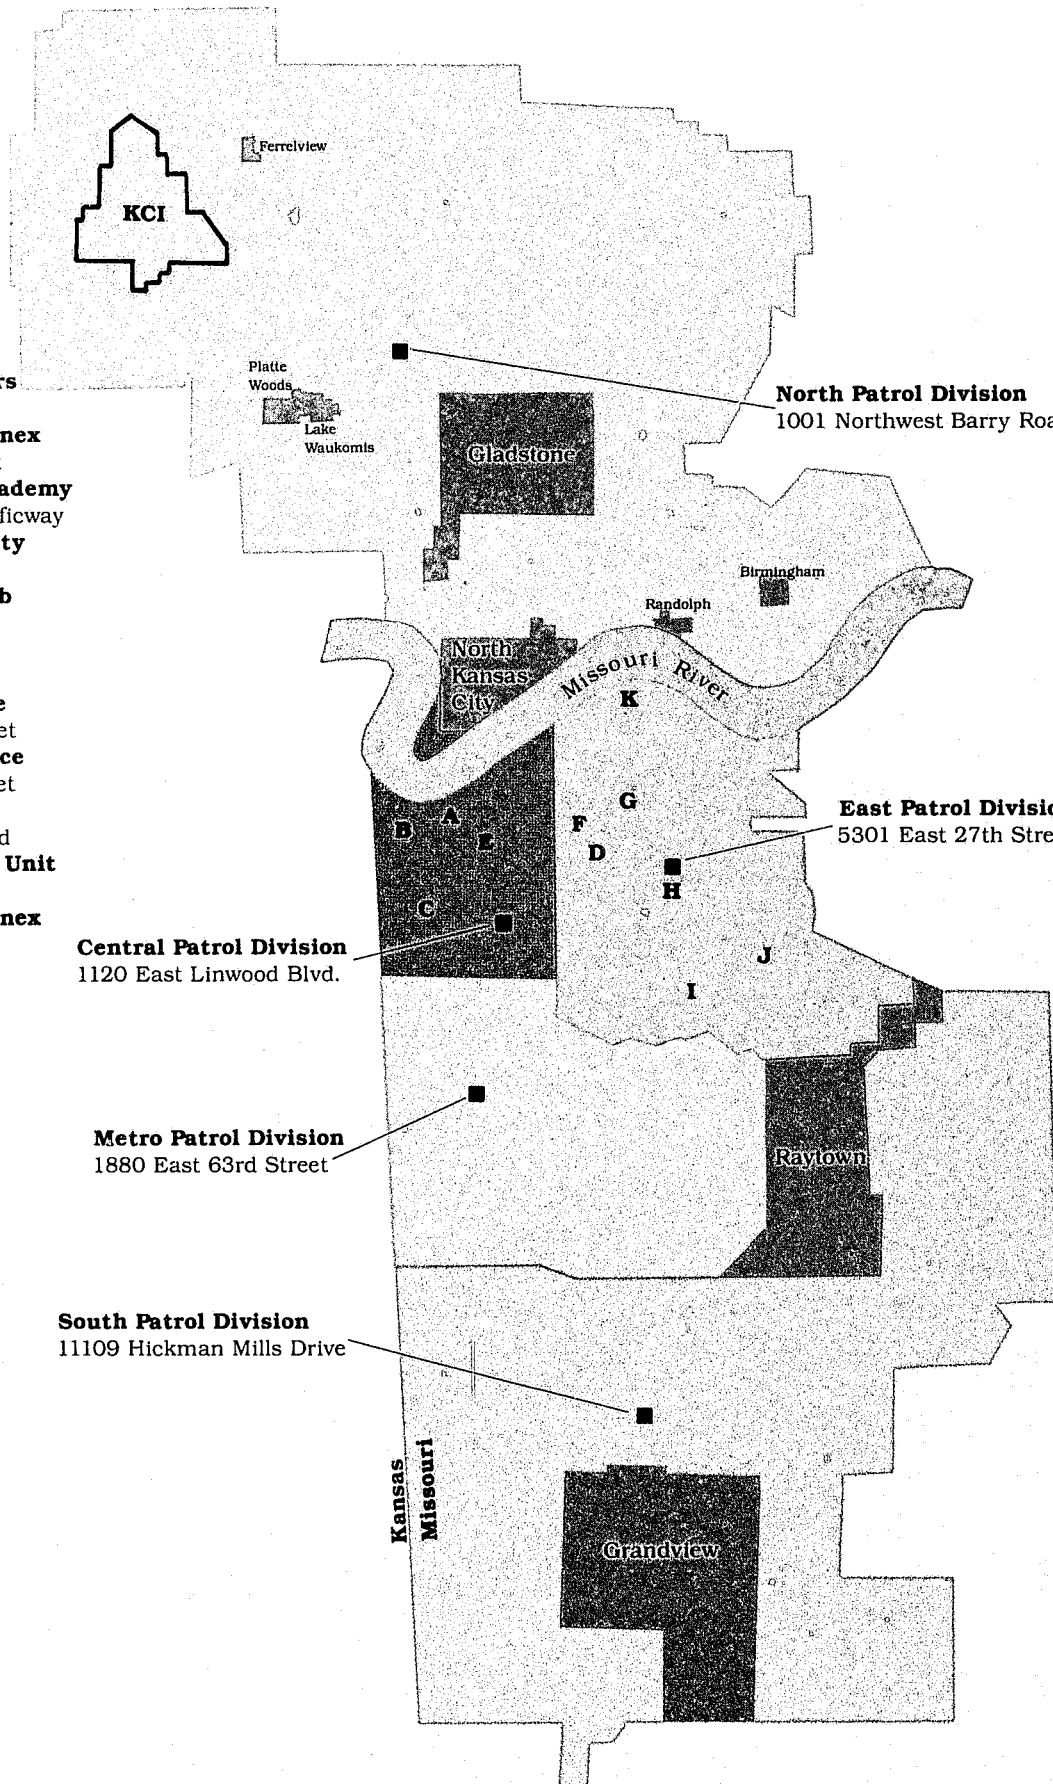 Ferrelview
KCI
Platte
Woods
Lake
Waukomis
North Patrol Division
1001 Northwest Barry Roa
Gladstone
rs
nex
ademy
ficway
ty
b
e
et
ce
et
d
Unit
nex
Birmingham
Randolph
North
Kansas
City
Missouri River
K
G
F
D
A
B
E
C
H
J
I
East Patrol Divisio
5301 East 27th Stre
Central Patrol Division
1120 East Linwood Blvd.
Metro Patrol Division
1880 East 63rd Street
Raytown
South Patrol Division
11109 Hickman Mills Drive
Kansas
Missouri
Grandview